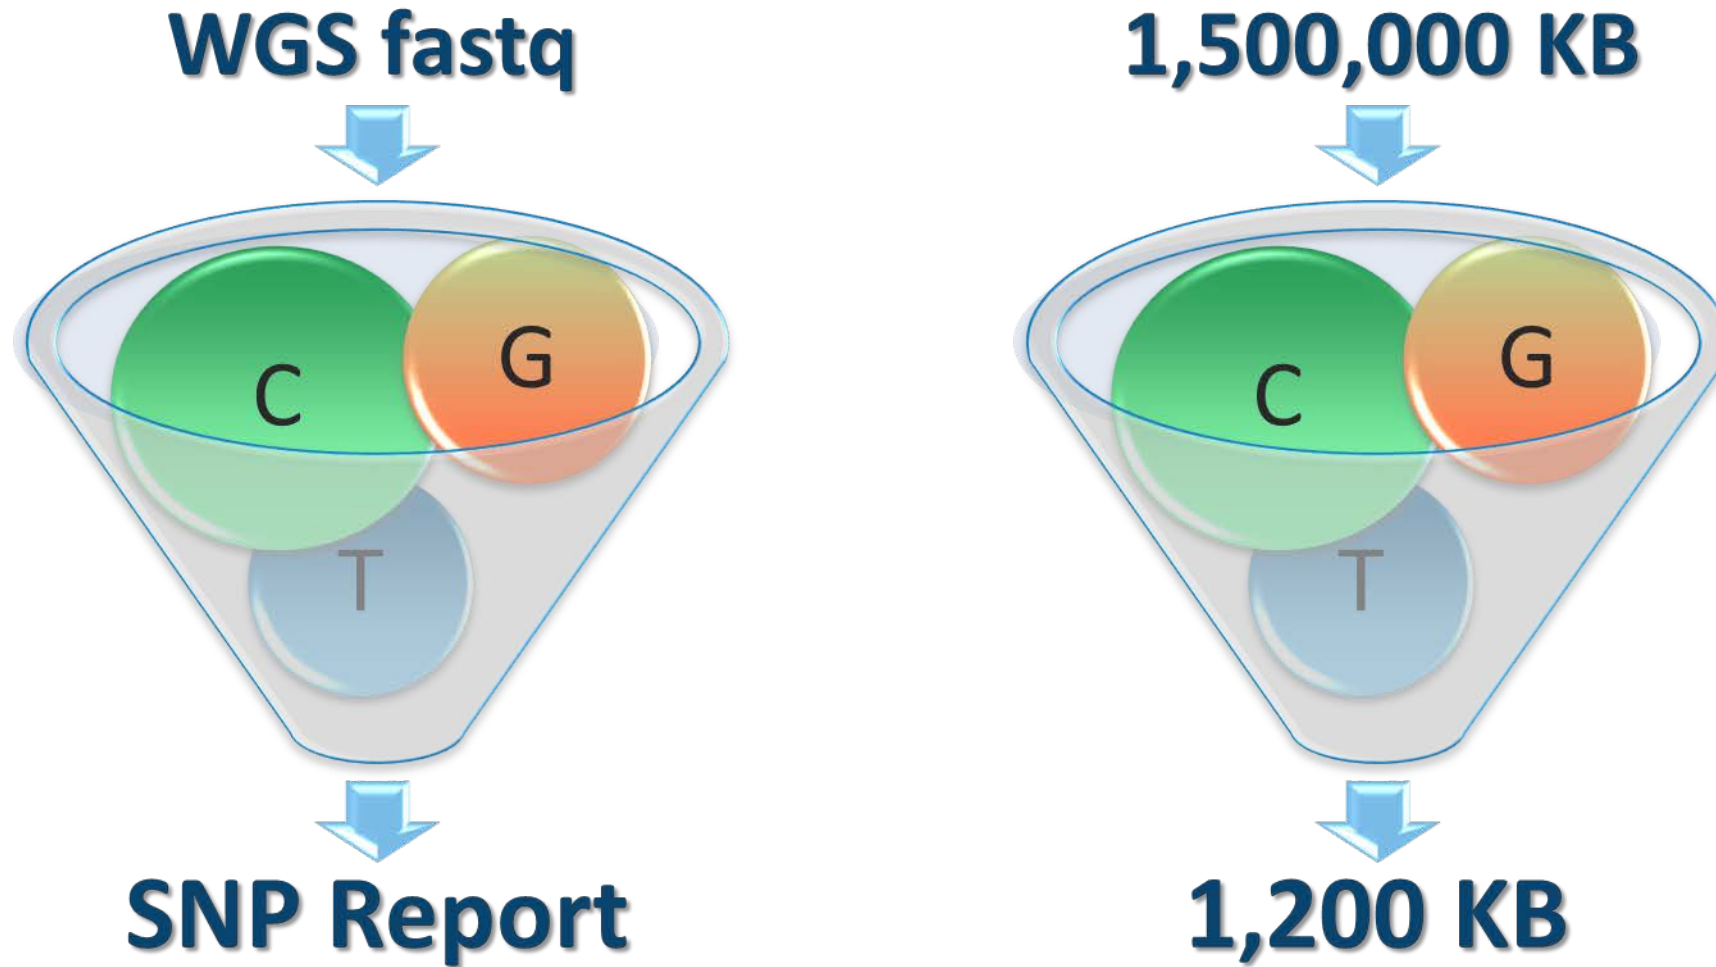 WGS fastq
C
G
T
SNP Report
1,500,000 KB
C
G
T
1,200 KB